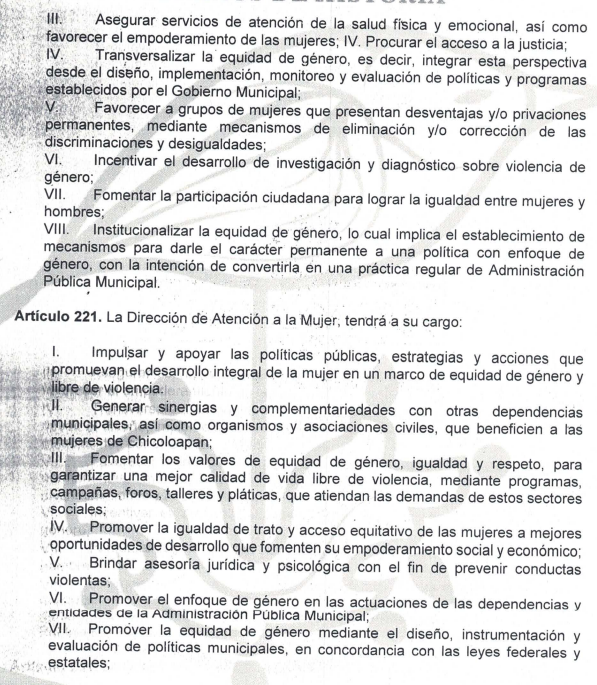 III. Asegurar servicios de atención de la salud física y emocional, así como
favorecer el empoderamiento de las mujeres; IV. Procurar el acceso a la justicia;
IV. Transversalizar la equidad de género, es decir, integrar esta perspectiva
desde el diseño, implementación, monitoreo y evaluación de políticas y programas
establecidos por el Gobierno Municipal;
V. Favorecer a grupos de mujeres que presentan desventajas y/o privaciones
permanentes, mediante mecanismos de eliminación y/o corrección de las
discriminaciones y desigualdades;
VI. Incentivar el desarrollo de investigación y diagnóstico sobre violencia de
género;
VII. Fomentar la participación ciudadana para lograr la igualdad entre mujeres y
hombres;
VIII. Institucionalizar la equidad de género, lo cual implica el establecimiento de
mecanismos para darle el carácter permanente a una política con enfoque de
género, con la intención de convertirla en una práctica regular de Administración
Pública Municipal.
Artículo 221. La Dirección de Atención a la Mujer, tendrá a su cargo:
I. Impulsar y apoyar las políticas públicas, estrategias y acciones que
promuevan el desarrollo integral de la mujer en un marco de equidad de género y
libre de violencia.
II. Generar sinergias y complementariedades con otras dependencias
municipales, así como organismos y asociaciones civiles, que beneficien a las
mujeres de Chicoloapan;
III. Fomentar los valores de equidad de género, igualdad y respeto, para
garantizar una mejor calidad de vida libre de violencia, mediante programas,
campañas, foros, talleres y pláticas, que atiendan las demandas de estos sectores
sociales;
IV. Promover la igualdad de trato y acceso equitativo de las mujeres a mejores
oportunidades de desarrollo que fomenten su empoderamiento social y económico;
V. Brindar asesoría jurídica y psicológica con el fin de prevenir conductas
violentas;
VI. Promover el enfoque de género en las actuaciones de las dependencias y
entidades de la Administración Pública Municipal;
VII. Promover la equidad de género mediante el diseño, instrumentación y
evaluación de políticas municipales, en concordancia con las leyes federales y
estatales;